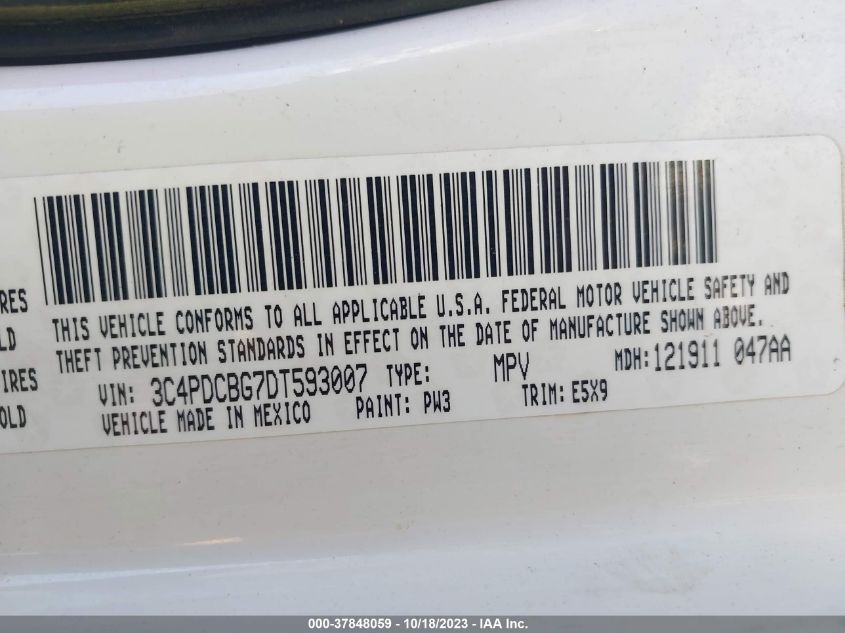 THIS VEHICLE CONFORMS TO ALL APPLICABLE U.S.A. FEDERAL MOTOR VEHICLE SAFETY AND
THEFT PREVENTION STANDARDS IN EFFECT ON THE DATE OF MANUFACTURE SHOWN ABOVE.
VIN: 3C4PDCBG7DT593007 TYPE: MPV MDH:121911 047AA
VEHICLE MADE IN MEXICO PAINT: PW3 TRIM: E5X9
RES
LD
IRES
OLD
000-37848059 - 10/18/2023 - IAA Inc.